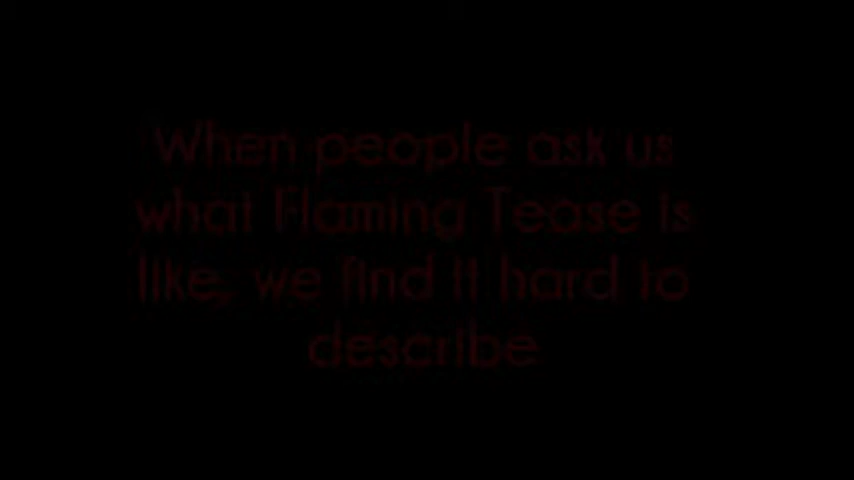 When people ask us
what Flaming Tease is
like, we find it hard to
describe